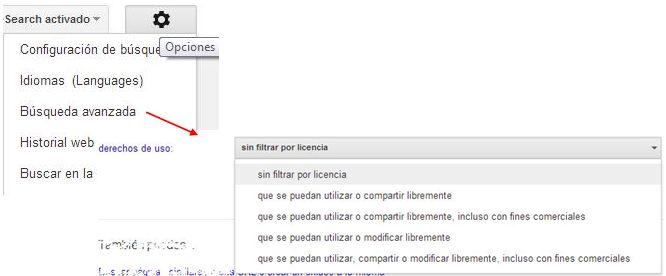 Search activado
Opciones
Configuración de búsque
Idiomas (Languages)
Búsqueda avanzada
Historial web
Buscar en la
derechos de uso:
sin filtrar por licencia
sin filtrar por licencia
que se puedan utilizar o compartir libremente
que se puedan utilizar o compartir libremente, incluso con fines comerciales
que se puedan utilizar o modificar libremente
que se puedan utilizar, compartir o modificar libremente, incluso con fines comerciales
También